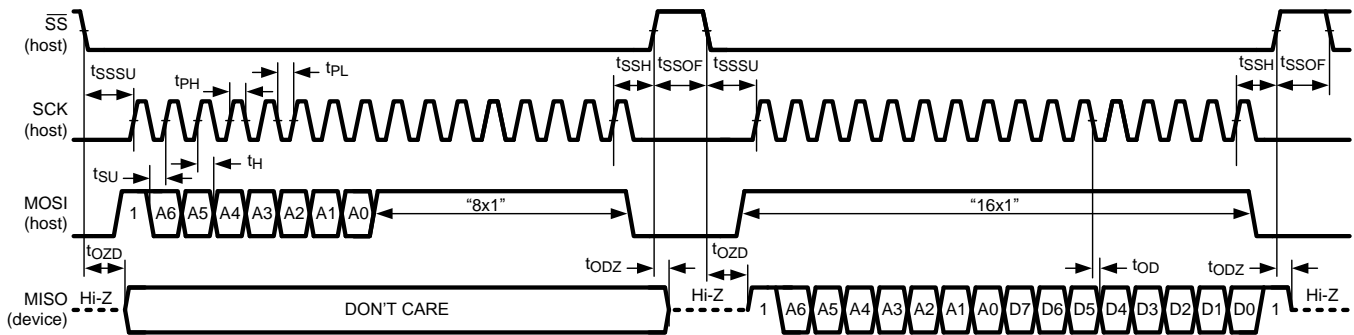 SS
(host)
tSSSU
tPH
tPL
tSSH
tSSOF
tSSSU
tSSH
tSSOF
SCK
(host)
tSU
tH
MOSI
(host)
1 A6 A5 A4 A3 A2 A1 A0 “8x1” “16x1”
tOZD
tODZ
tOZD
tOD
tODZ
MISO
(device)
Hi-Z DON'T CARE Hi-Z 1 A6 A5 A4 A3 A2 A1 A0 D7 D6 D5 D4 D3 D2 D1 D0 1 Hi-Z